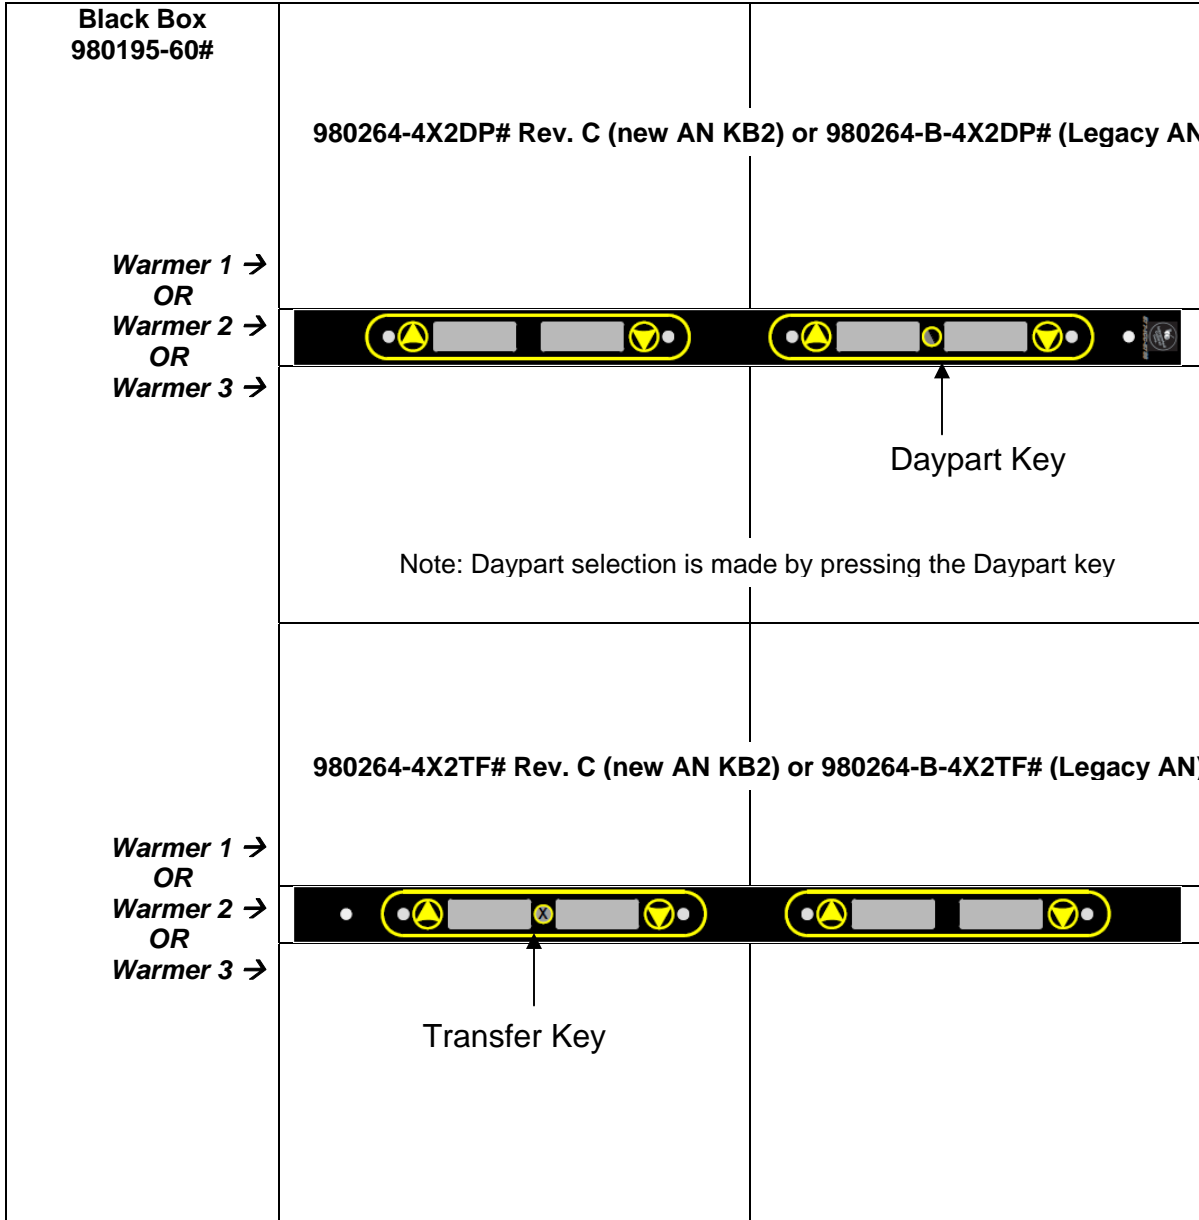 Black Box
980195-60#
980264-4X2DP# Rev. C (new AN KB2) or 980264-B-4X2DP# (Legacy AN
Warmer 1 →
OR
Warmer 2 →
OR
Warmer 3 →
Daypart Key
Note: Daypart selection is made by pressing the Daypart key
980264-4X2TF# Rev. C (new AN KB2) or 980264-B-4X2TF# (Legacy AN)
Warmer 1 →
OR
Warmer 2 →
OR
Warmer 3 →
X
Transfer Key